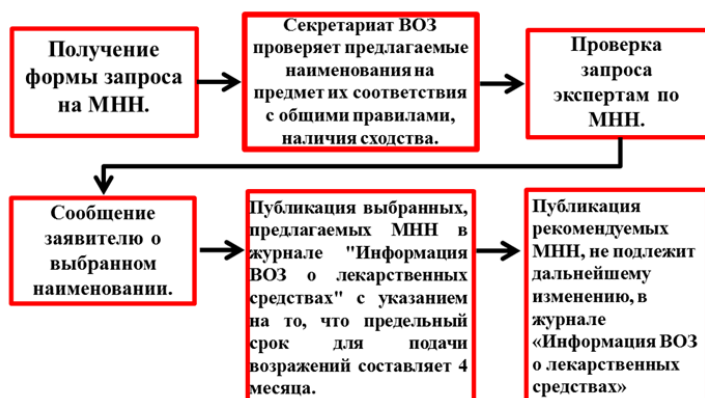 Получение
формы запроса
на МНН.
Секретариат ВОЗ
проверяет предлагаемые
наименования на
предмет их соответствия
с общими правилами,
наличия сходства.
Проверка
запроса
экспертам по
МНН.
Сообщение
заявителю о
выбранном
наименовании.
Публикация выбранных,
предлагаемых МНН в
журнале "Информация
ВОЗ о лекарственных
средствах" с указанием
на то, что предельный
срок для подачи
возражений составляет 4
месяца.
Публикация
рекомендуемых
МНН, не подлежит
дальнейшему
изменению, в
журнале
«Информация ВОЗ
о лекарственных
средствах»